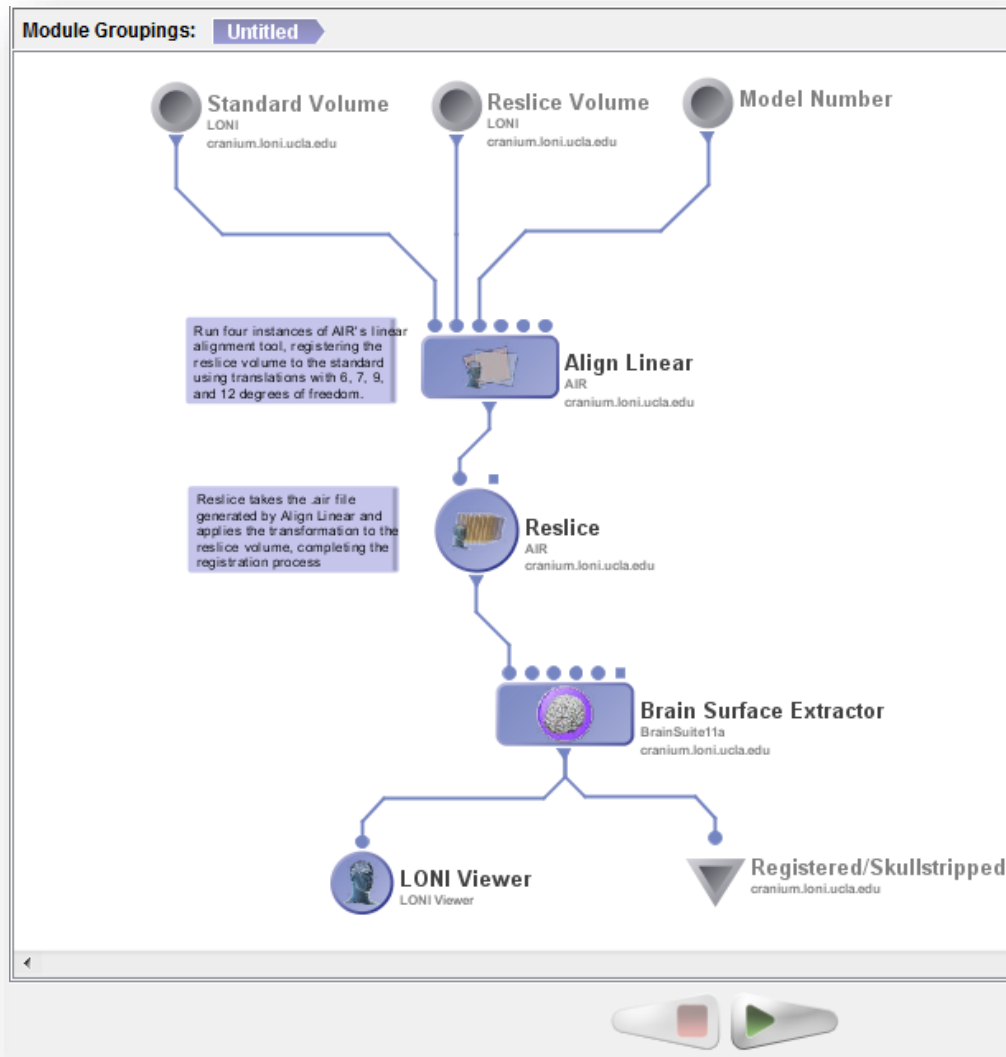 Module Groupings: Untitled
Standard Volume
LONI
cranium.loni.ucla.edu
Reslice Volume
LONI
cranium.loni.ucla.edu
Model Number
Run four instances of AIR's linear
alignment tool, registering the
reslice volume to the standard
using translations with 6, 7, 9,
and 12 degrees of freedom.
Align Linear
AIR
cranium.loni.ucla.edu
Reslice takes the .air file
generated by Align Linear and
applies the transformation to the
reslice volume, completing the
registration process
Reslice
AIR
cranium.loni.ucla.edu
Brain Surface Extractor
BrainSuite11a
cranium.loni.ucla.edu
LONI Viewer
LONI Viewer
Registered/Skullstripped
cranium.loni.ucla.edu